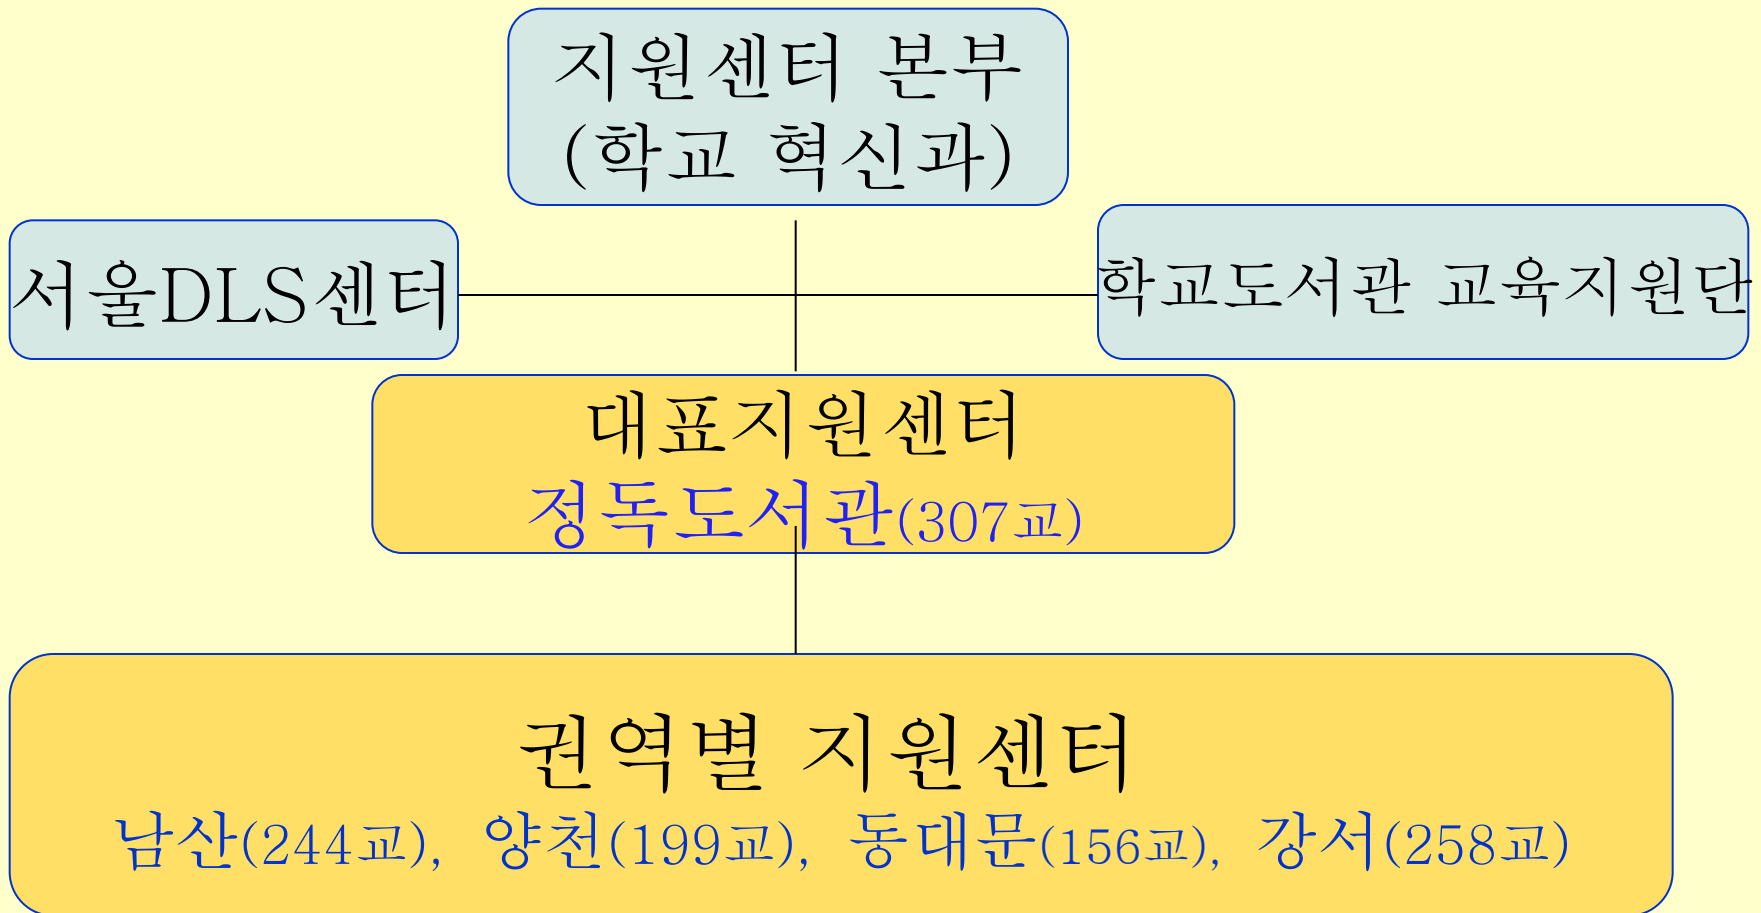 지원센터 본부
(학교 혁신과)
서울DLS센터
학교도서관 교육지원단
대표지원센터
정독도서관(307교)
권역별 지원센터
남산(244교), 양천(199교), 동대문(156교), 강서(258교)